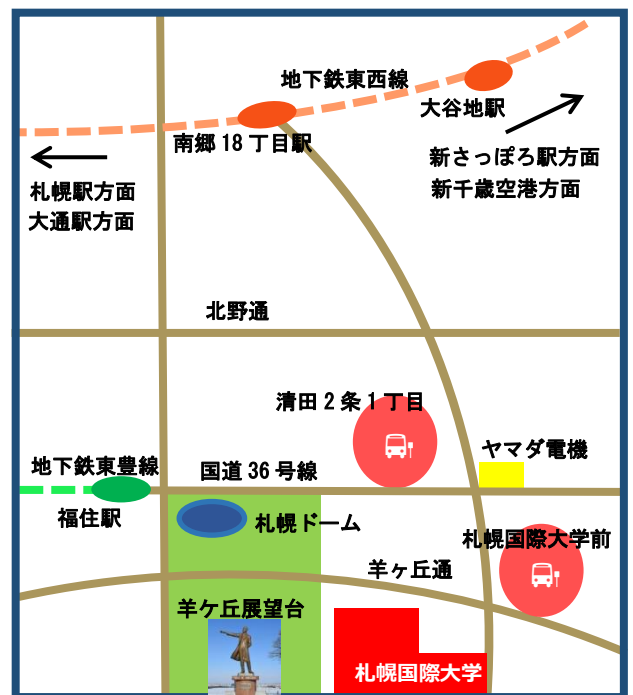 地下鉄東西線
大谷地駅
南郷18丁目駅
新さっぽろ駅方面
新千歳空港方面
札幌駅方面
大通駅方面
北野通
清田2条1丁目
ヤマダ電機
地下鉄東豊線
国道36号線
福住駅
札幌ドーム
札幌国際大学前
羊ヶ丘通
羊ケ丘展望台
札幌国際大学